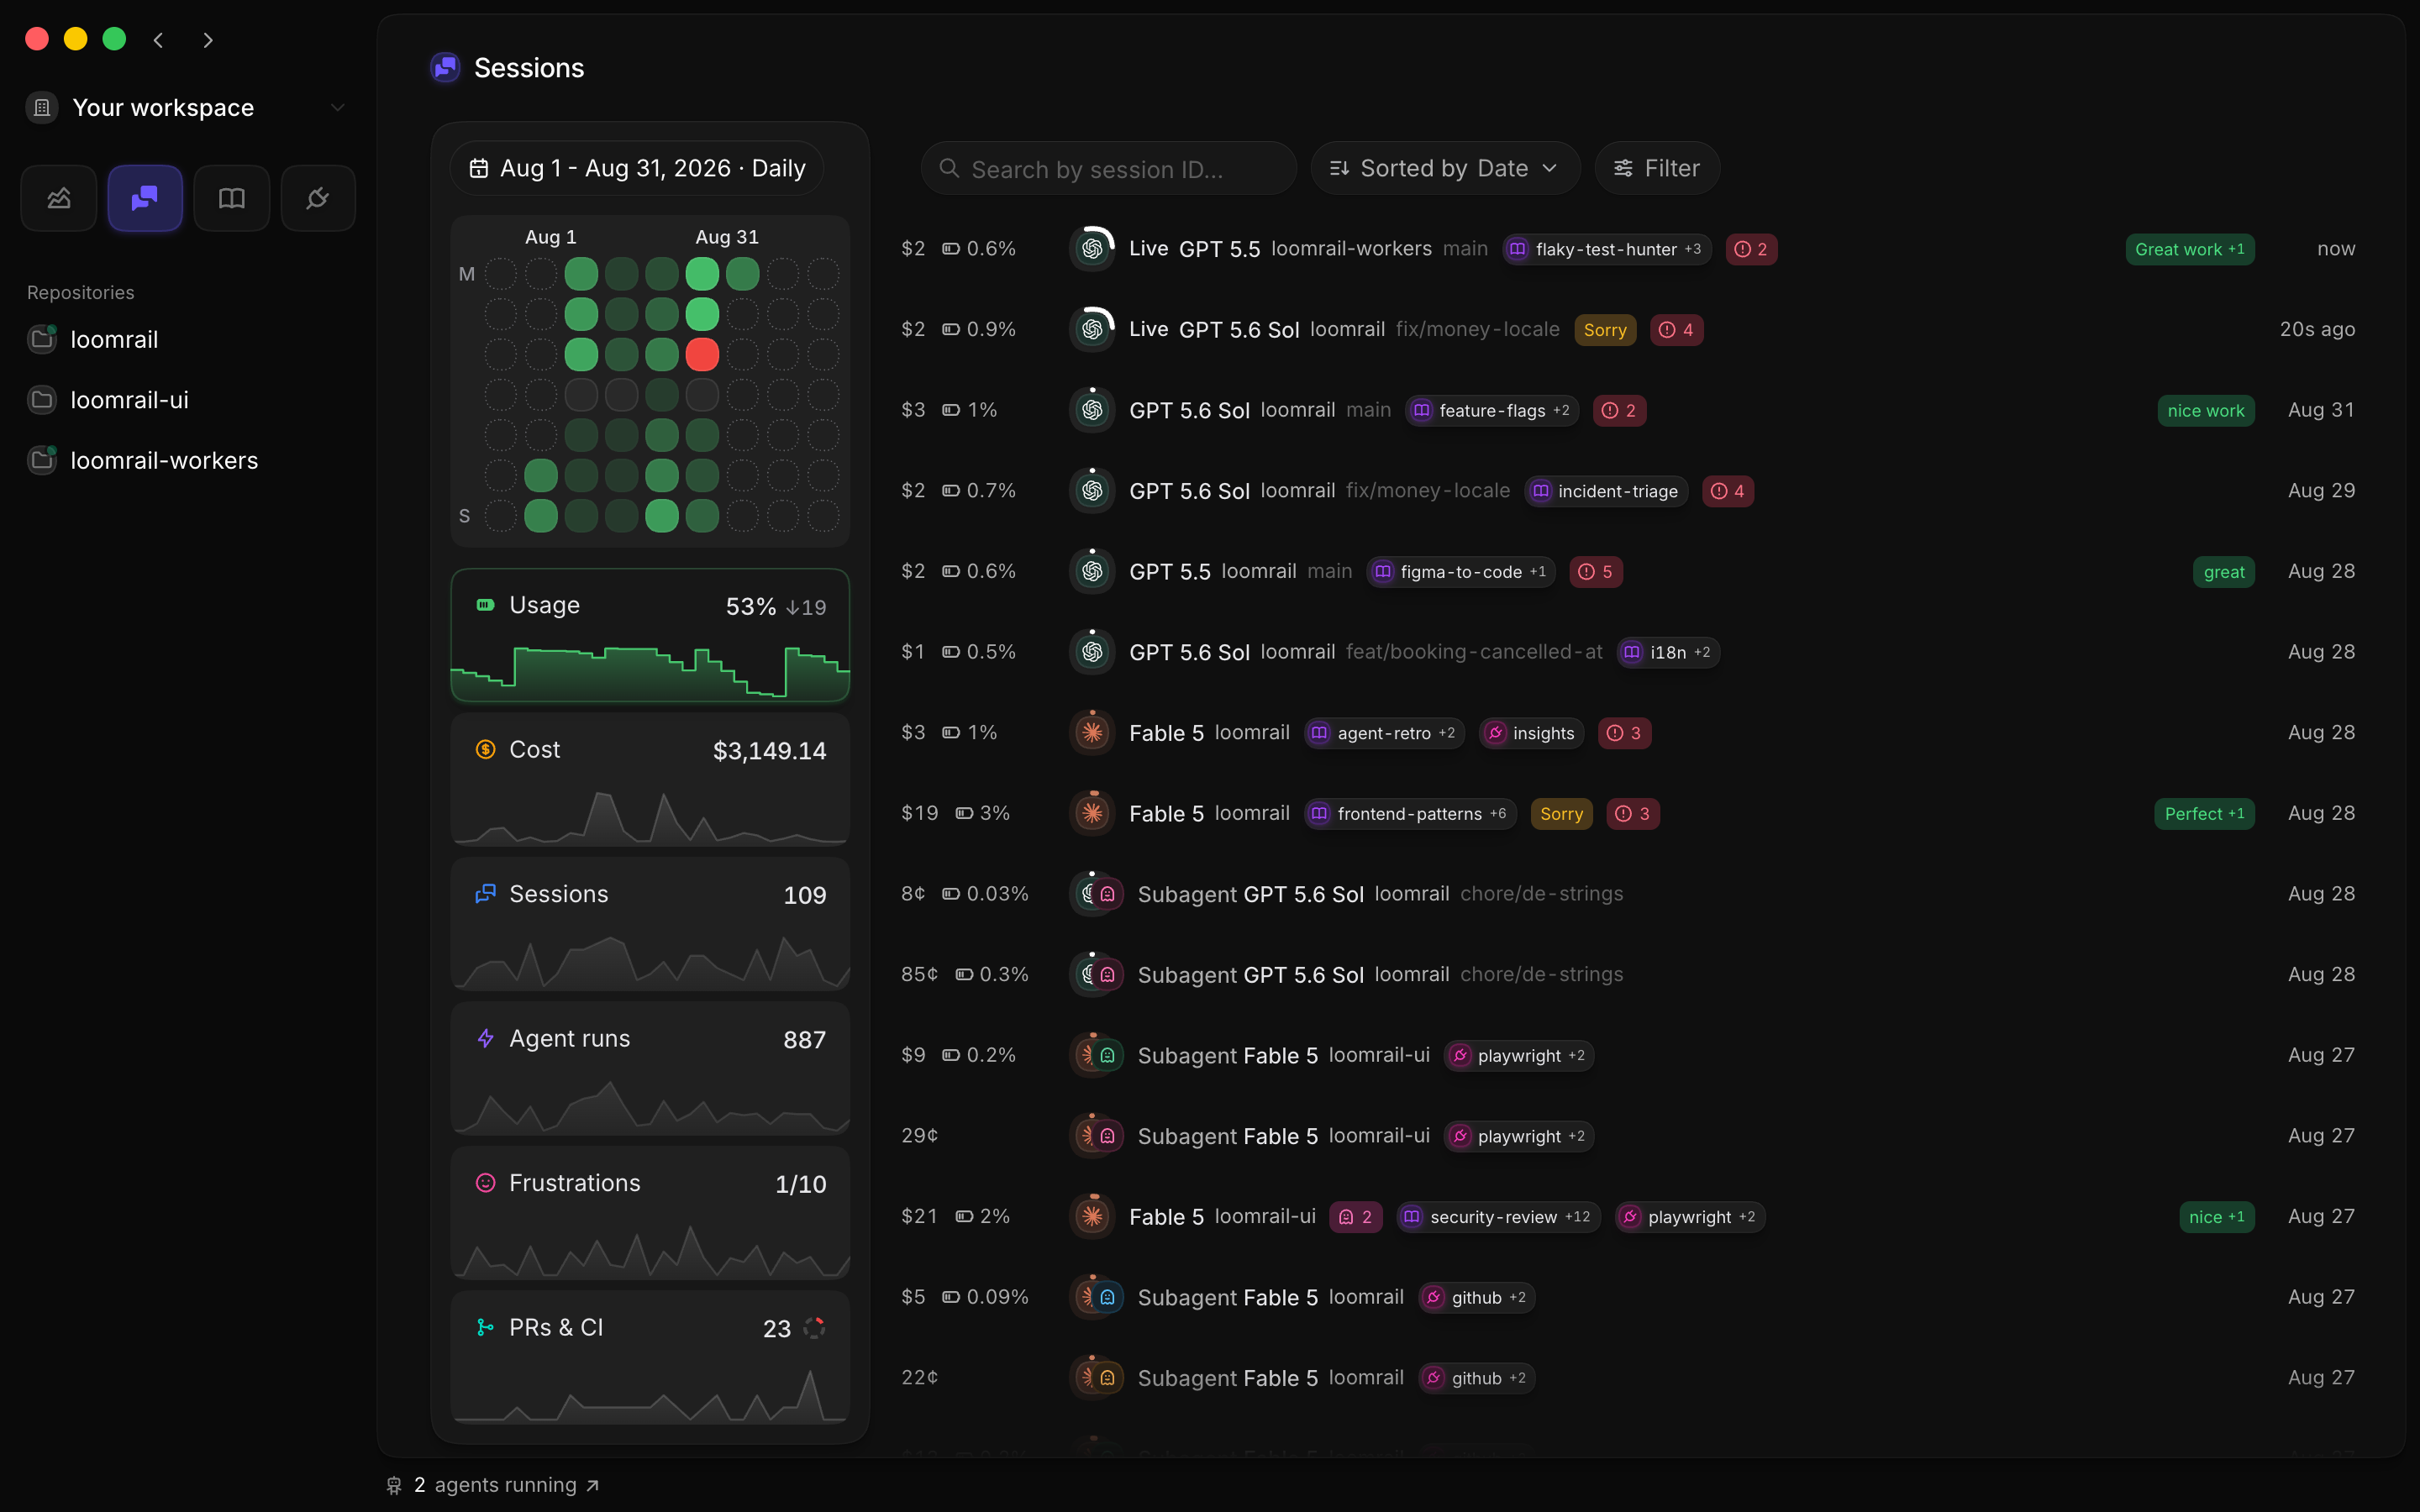 Your workspace
Repositories
loomrail
loomrail-ui
loomrail-workers
Sessions
Aug 1 - Aug 31, 2026 · Daily
Aug 1 Aug 31
M
S
Usage 53% ↓19
Cost $3,149.14
Sessions 109
Agent runs 887
Frustrations 1/10
PRs & CI 23
Search by session ID... Sorted by Date Filter
$2 0.6% Live GPT 5.5 loomrail-workers main flaky-test-hunter +3 2 Great work +1 now
$2 0.9% Live GPT 5.6 Sol loomrail fix/money-locale Sorry 4 20s ago
$3 1% GPT 5.6 Sol loomrail main feature-flags +2 2 nice work Aug 31
$2 0.7% GPT 5.6 Sol loomrail fix/money-locale incident-triage 4 Aug 29
$2 0.6% GPT 5.5 loomrail main figma-to-code +1 5 great Aug 28
$1 0.5% GPT 5.6 Sol loomrail feat/booking-cancelled-at i18n +2 Aug 28
$3 1% Fable 5 loomrail agent-retro +2 insights 3 Aug 28
$19 3% Fable 5 loomrail frontend-patterns +6 Sorry 3 Perfect +1 Aug 28
8¢ 0.03% Subagent GPT 5.6 Sol loomrail chore/de-strings Aug 28
85¢ 0.3% Subagent GPT 5.6 Sol loomrail chore/de-strings Aug 28
$9 0.2% Subagent Fable 5 loomrail-ui playwright +2 Aug 27
29¢ Subagent Fable 5 loomrail-ui playwright +2 Aug 27
$21 2% Fable 5 loomrail-ui 2 security-review +12 playwright +2 nice +1 Aug 27
$5 0.09% Subagent Fable 5 loomrail github +2 Aug 27
22¢ Subagent Fable 5 loomrail github +2 Aug 27
2 agents running